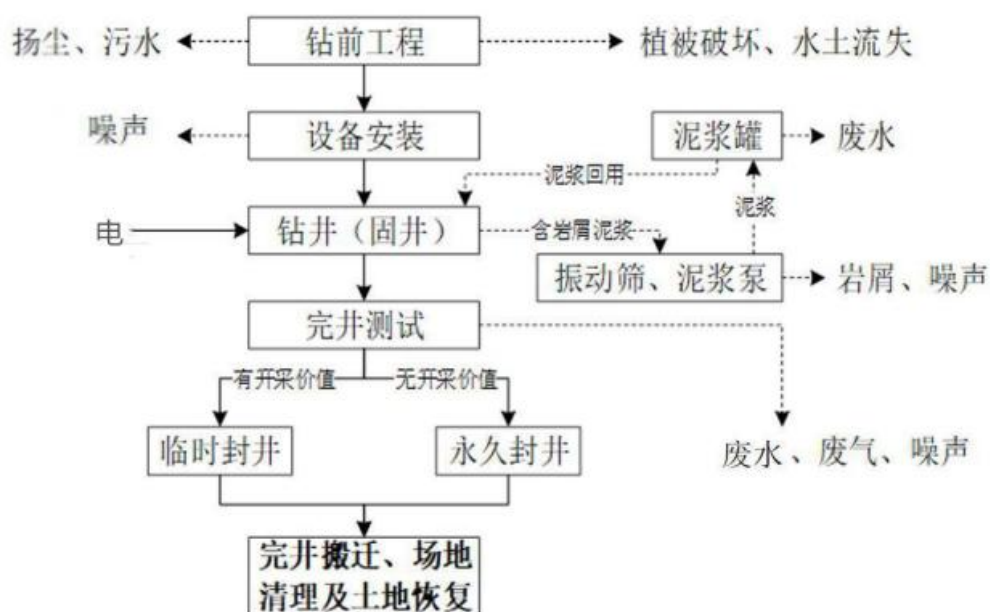 扬尘、污水
钻前工程
植被破坏、水土流失
噪声
设备安装
泥浆罐
废水
泥浆回用
泥浆
电
钻井（固井）
含岩屑泥浆
振动筛、泥浆泵
岩屑、噪声
完井测试
有开采价值
无开采价值
临时封井
永久封井
废水、废气、噪声
完井搬迁、场地
清理及土地恢复